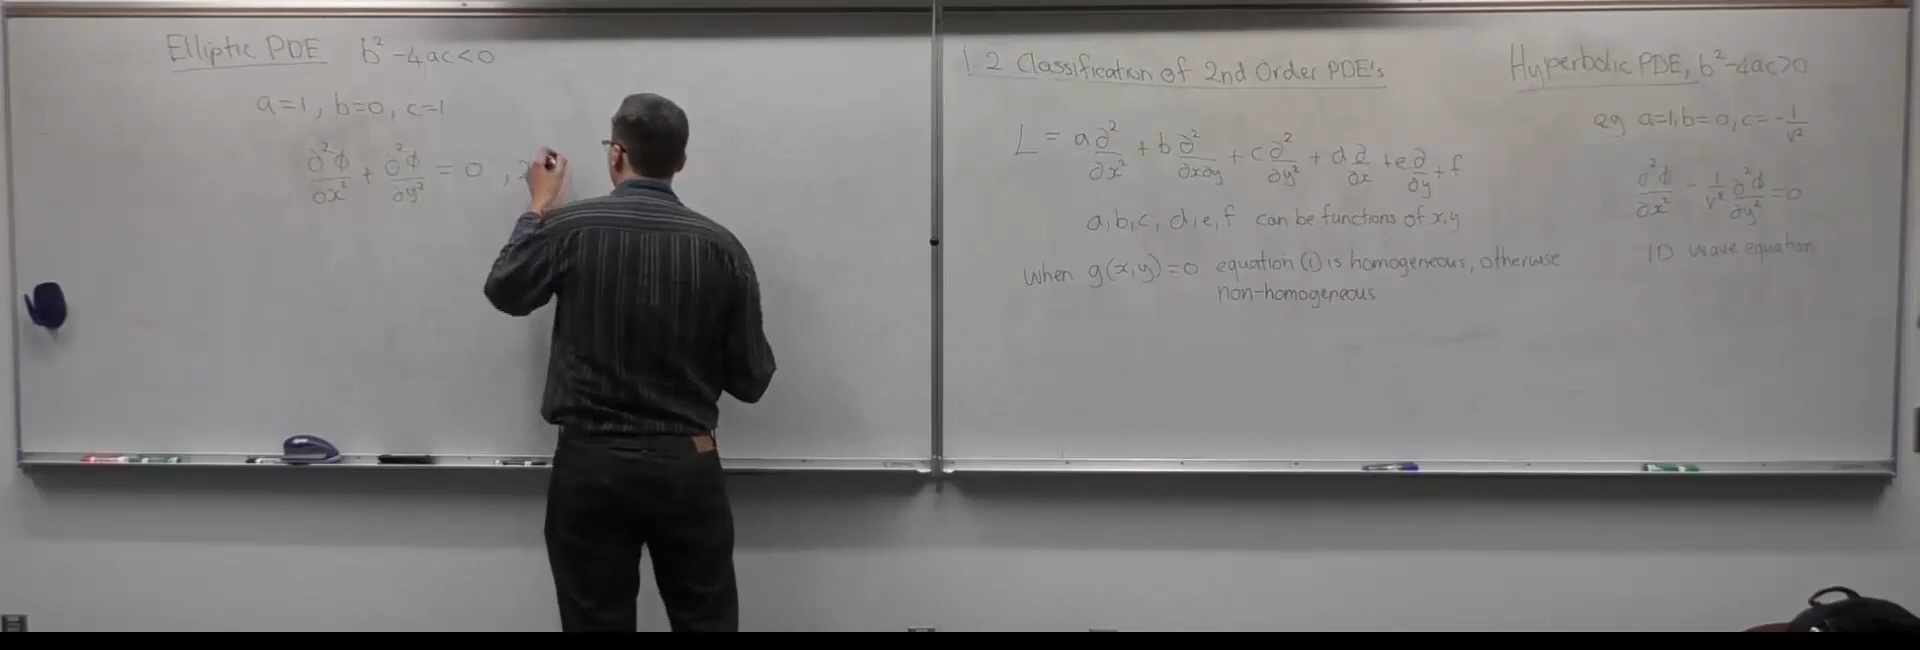 Elliptic PDE b²-4ac<0
a=1, b=0, c=1
∂²ϕ/∂x² + ∂²ϕ/∂y² = 0 ,
1.2 Classification of 2nd Order PDE's
L = a∂²/∂x² + b∂²/∂x∂y + c∂²/∂y² + d∂/∂x + e∂/∂y + f
a,b,c, d,e,f can be functions of x,y
when g(x,y)=0 equation (1) is homogeneous, otherwise
non-homogeneous
Hyperbolic PDE, b²-4ac>0
eg a=1,b=0,c=-1/v²
∂²ϕ/∂x² - 1/v² ∂²ϕ/∂y² = 0
1D wave equation